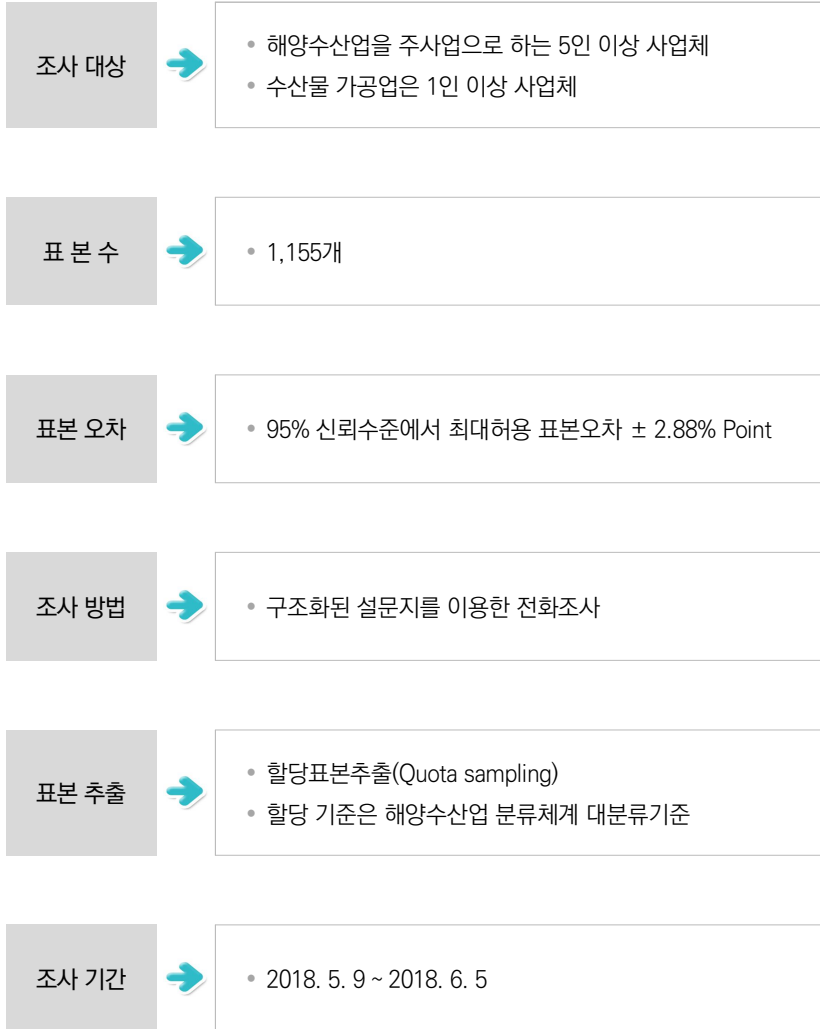 조사 대상
• 해양수산업을 주사업으로 하는 5인 이상 사업체
• 수산물 가공업은 1인 이상 사업체
표 본 수
• 1,155개
표본 오차
• 95% 신뢰수준에서 최대허용 표본오차 ± 2.88% Point
조사 방법
• 구조화된 설문지를 이용한 전화조사
표본 추출
• 할당표본추출(Quota sampling)
• 할당 기준은 해양수산업 분류체계 대분류기준
조사 기간
• 2018. 5. 9 ~ 2018. 6. 5